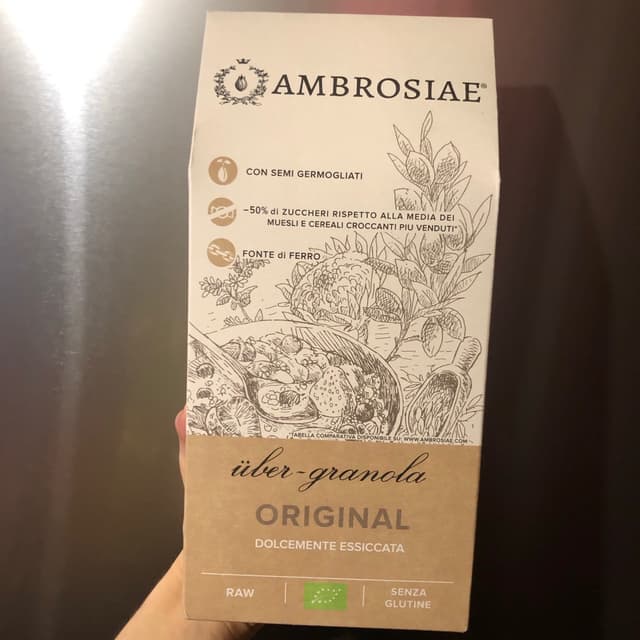 AMBROSIAE®
CON SEMI GERMOGLIATI
−50% di ZUCCHERI RISPETTO ALLA MEDIA DEI
MUESLI E CEREALI CROCCANTI PIU VENDUTI*
FONTE di FERRO
*TABELLA COMPARATIVA DISPONIBILE SU: WWW.AMBROSIAE.COM
über-granola
ORIGINAL
DOLCEMENTE ESSICCATA
RAW
SENZA
GLUTINE